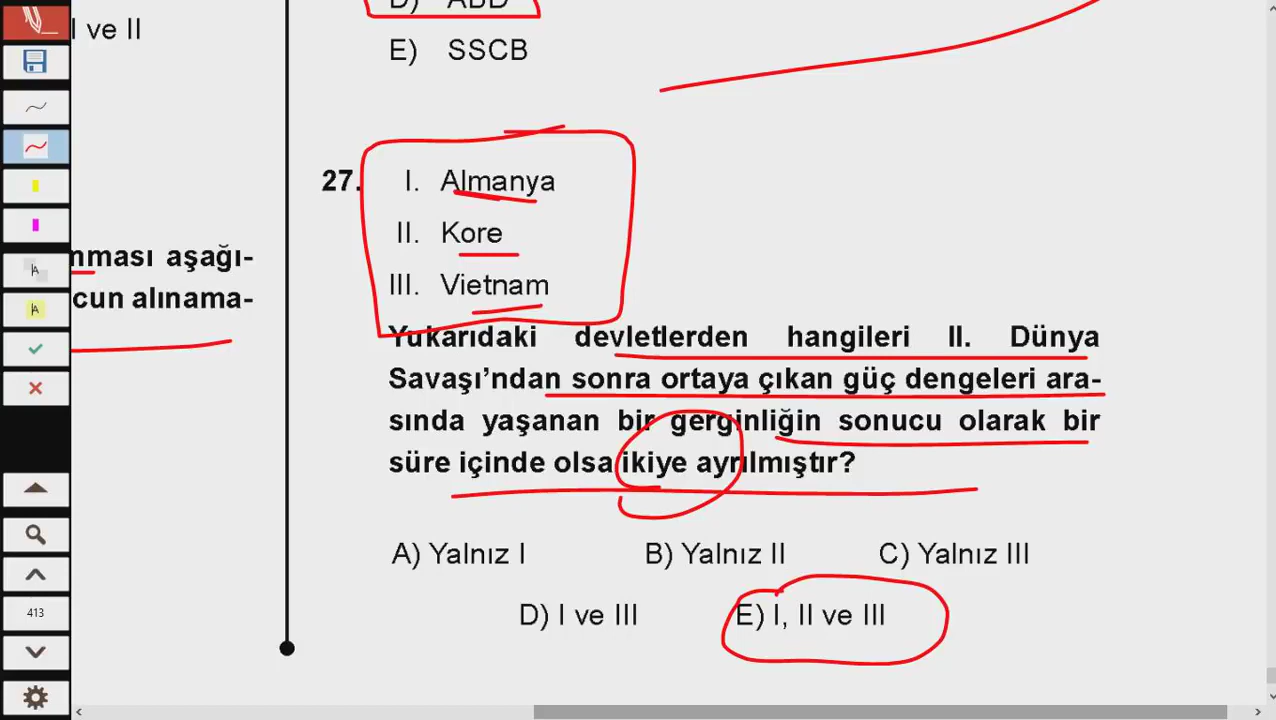 I ve II
nması aşağı-
cun alınama-
413
D) ABD
E) SSCB
27. I. Almanya
II. Kore
III. Vietnam
Yukarıdaki devletlerden hangileri II. Dünya
Savaşı’ndan sonra ortaya çıkan güç dengeleri ara-
sında yaşanan bir gerginliğin sonucu olarak bir
süre içinde olsa ikiye ayrılmıştır?
A) Yalnız I B) Yalnız II C) Yalnız III
D) I ve III E) I, II ve III